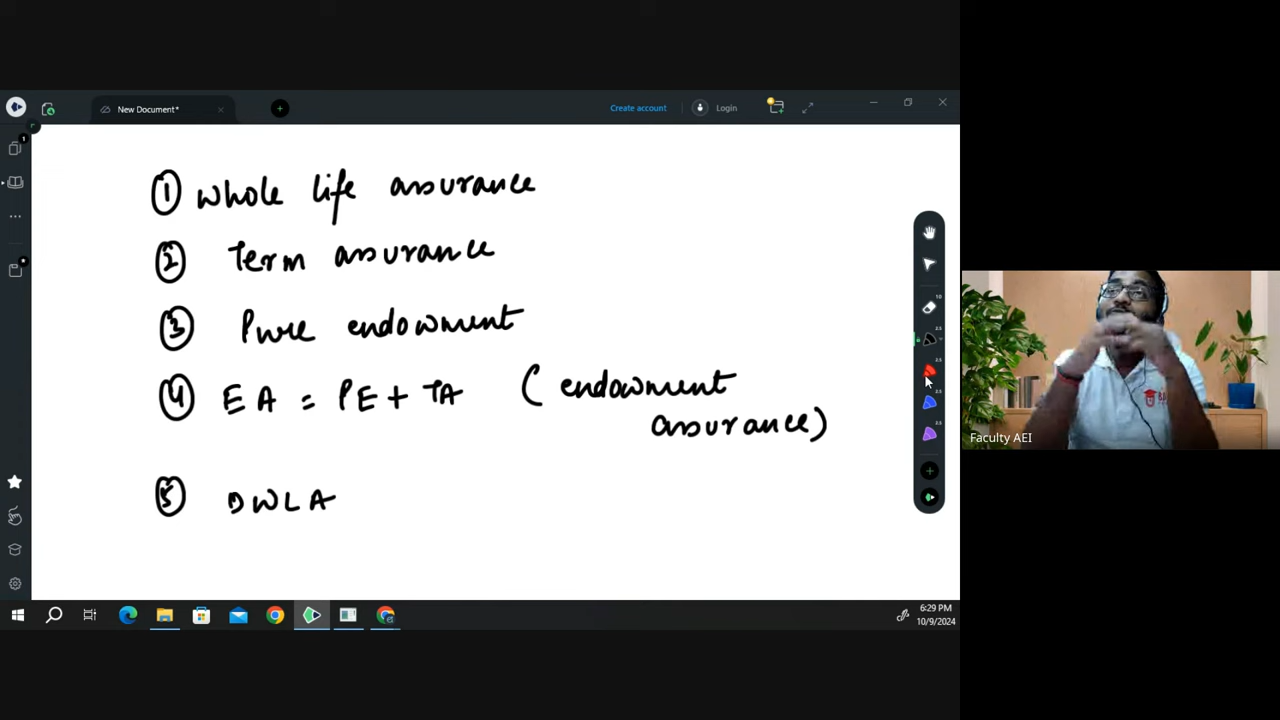 New Document*
Create account
Login
① Whole life assurance
② Term assurance
③ Pure endowment
④ EA = PE + TA (endowment
assurance)
⑤ DWLA
Faculty AEI
6:29 PM
10/9/2024